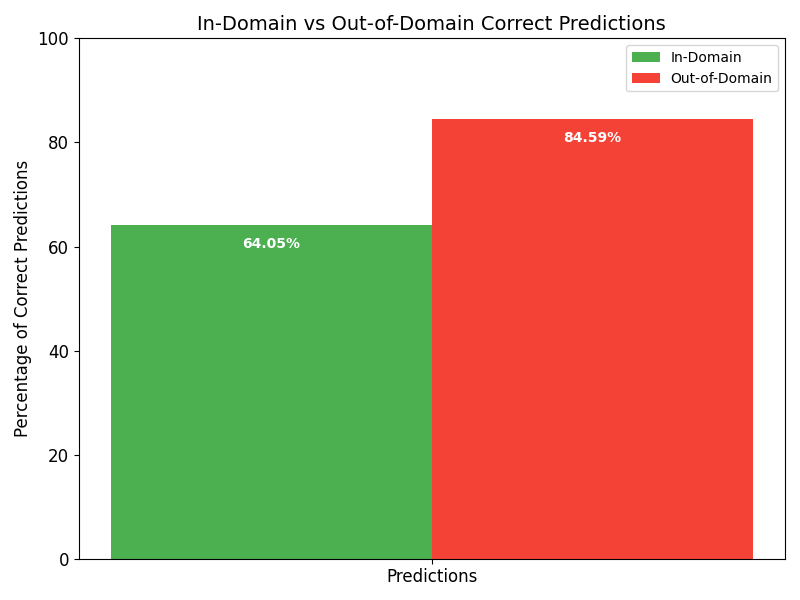 In-Domain vs Out-of-Domain Correct Predictions
In-Domain
Out-of-Domain
Percentage of Correct Predictions
100
80
60
40
20
0
64.05%
84.59%
Predictions